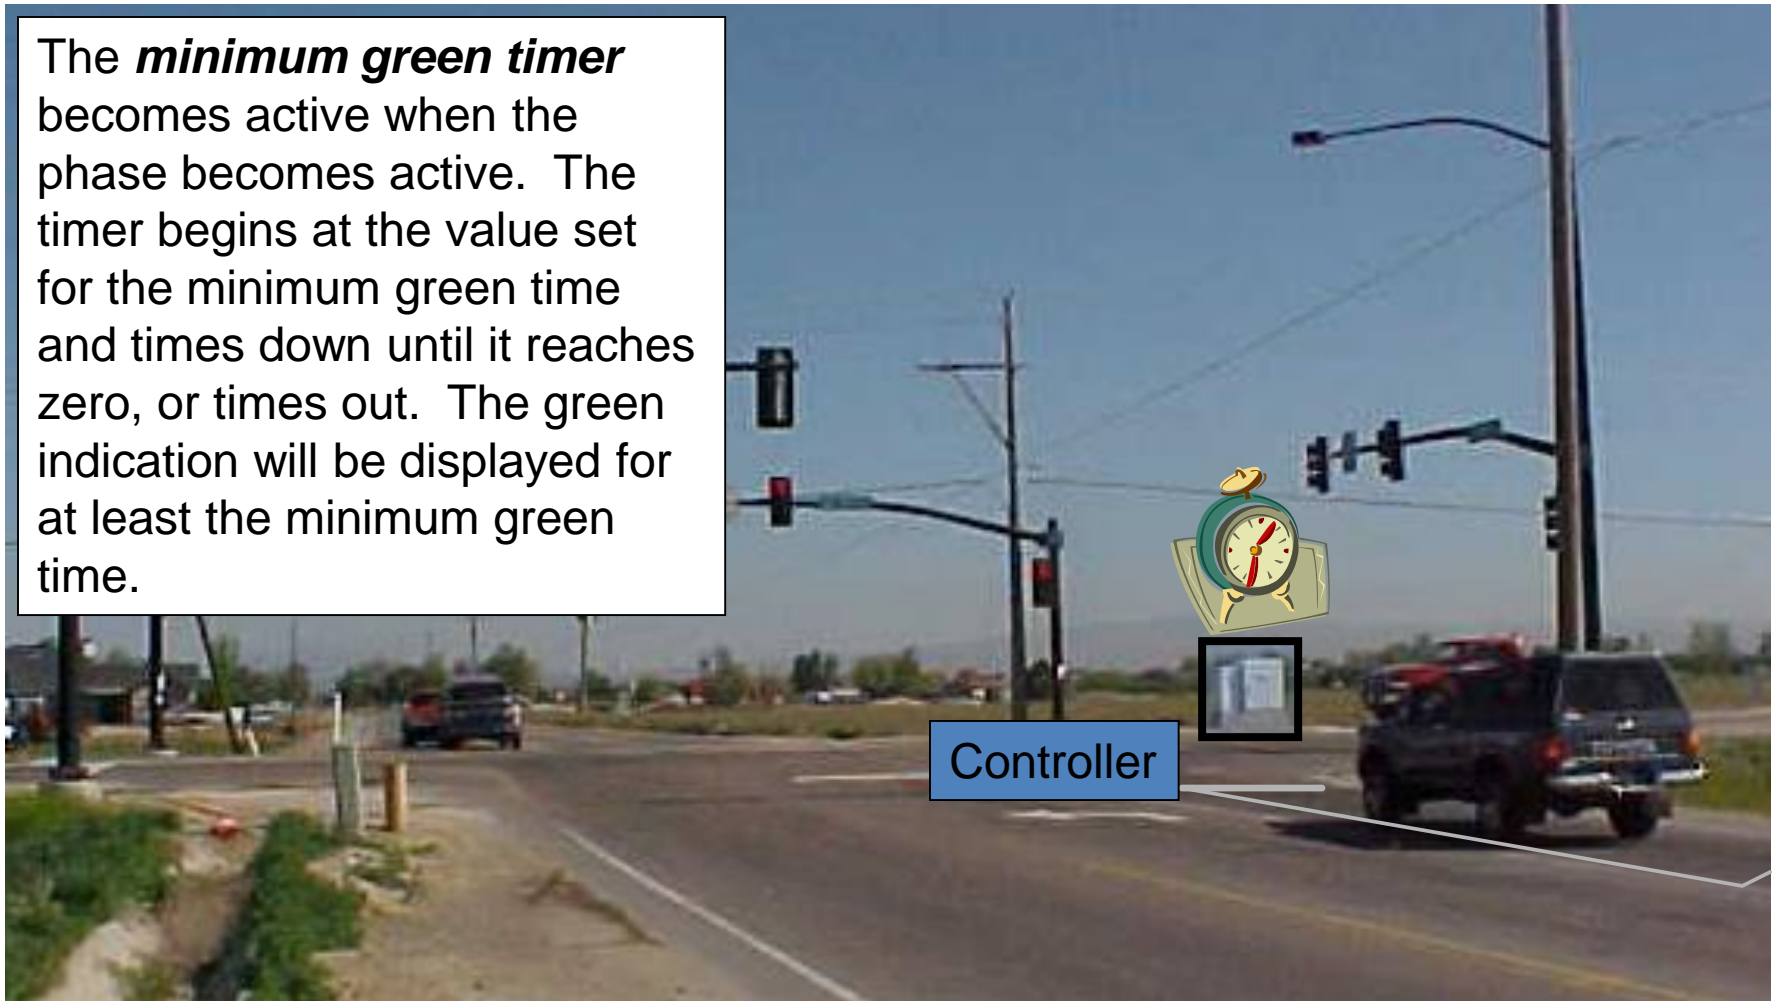 The minimum green timer
becomes active when the
phase becomes active.  The
timer begins at the value set
for the minimum green time
and times down until it reaches
zero, or times out.  The green
indication will be displayed for
at least the minimum green
time.
Controller